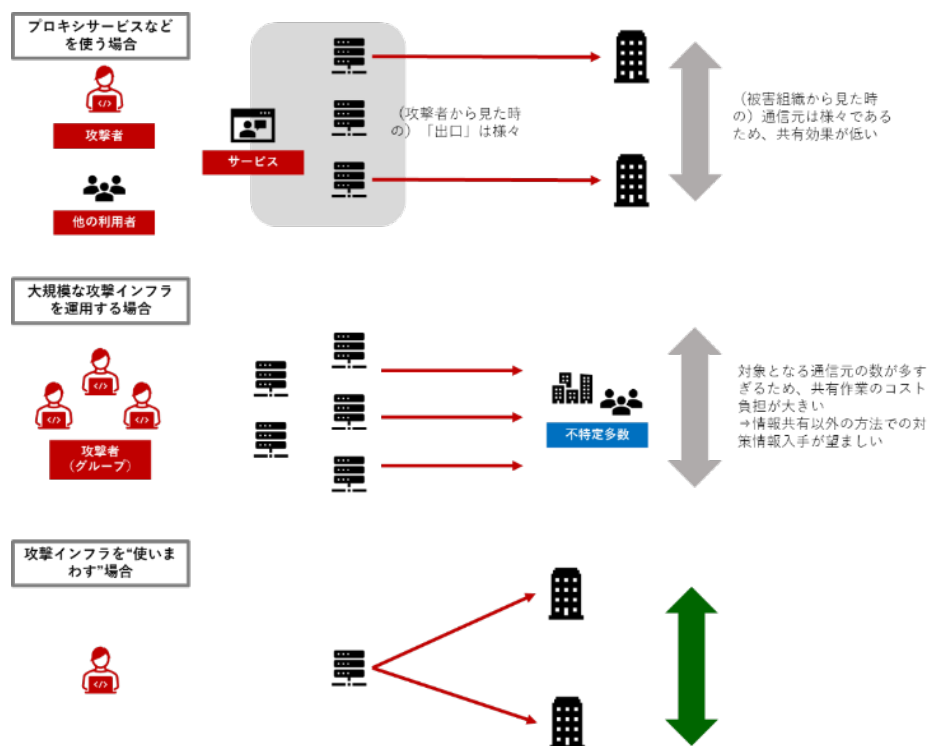 プロキシサービスなど
を使う場合
攻撃者
他の利用者
サービス
（攻撃者から見た時
の）「出口」は様々
（被害組織から見た時
の）通信元は様々である
ため、共有効果が低い
大規模な攻撃インフラ
を運用する場合
攻撃者
（グループ）
不特定多数
対象となる通信元の数が多す
ぎるため、共有作業のコスト
負担が大きい
⇒情報共有以外の方法での対
策情報入手が望ましい
攻撃インフラを“使いま
わす”場合